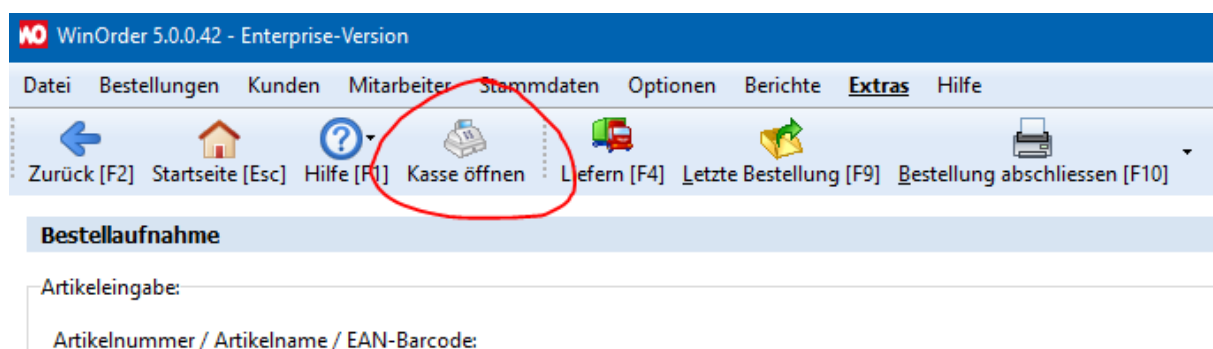 WinOrder 5.0.0.42 - Enterprise-Version
Datei Bestellungen Kunden Mitarbeiter Stammdaten Optionen Berichte Extras Hilfe
Zurück [F2] Startseite [Esc] Hilfe [F1] Kasse öffnen Liefern [F4] Letzte Bestellung [F9] Bestellung abschliessen [F10]
Bestellaufnahme
Artikeleingabe:
Artikelnummer / Artikelname / EAN-Barcode: